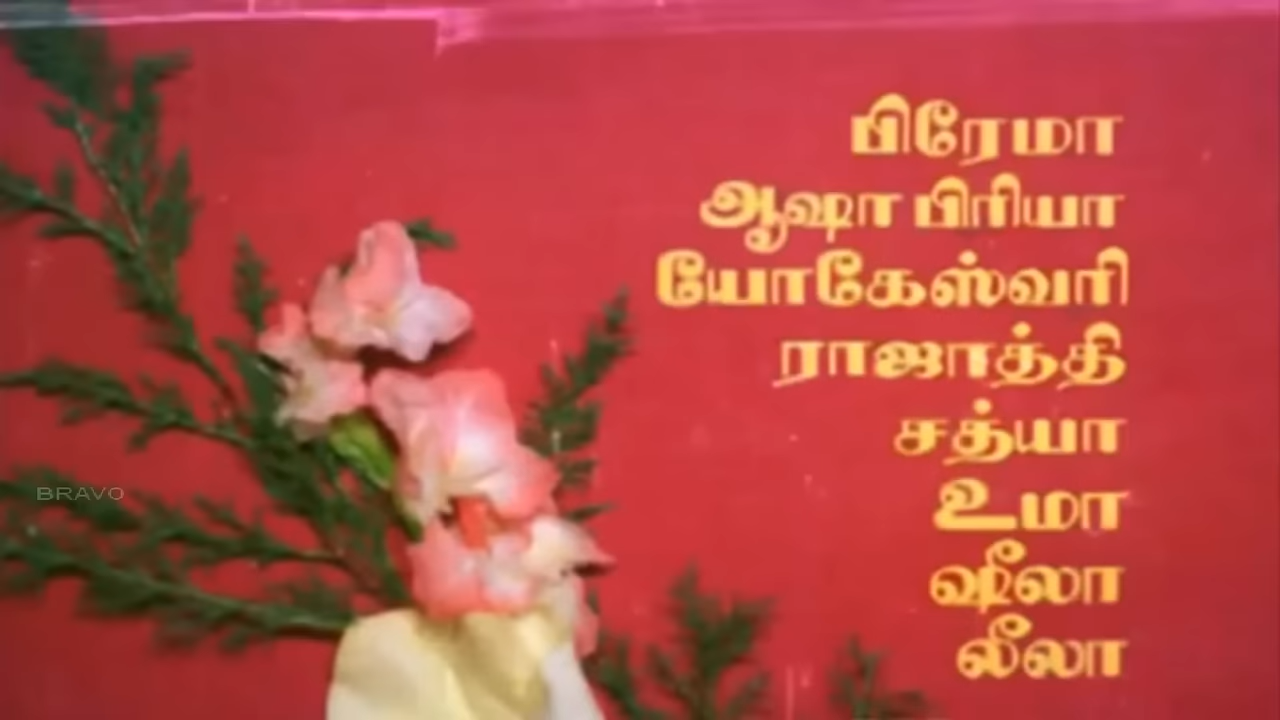 பிரேமா
ஆஷா பிரியா
யோகேஸ்வரி
ராஜாத்தி
சத்யா
உமா
ஷீலா
லீலா
BRAVO